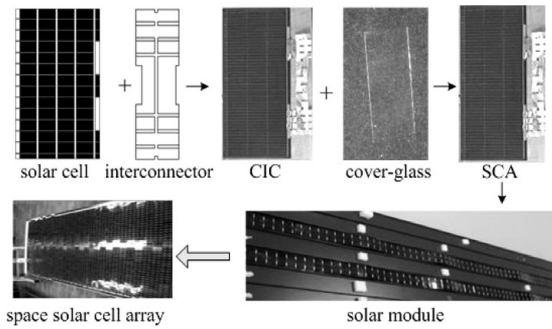 solar cell
interconnector
CIC
cover-glass
SCA
space solar cell array
solar module